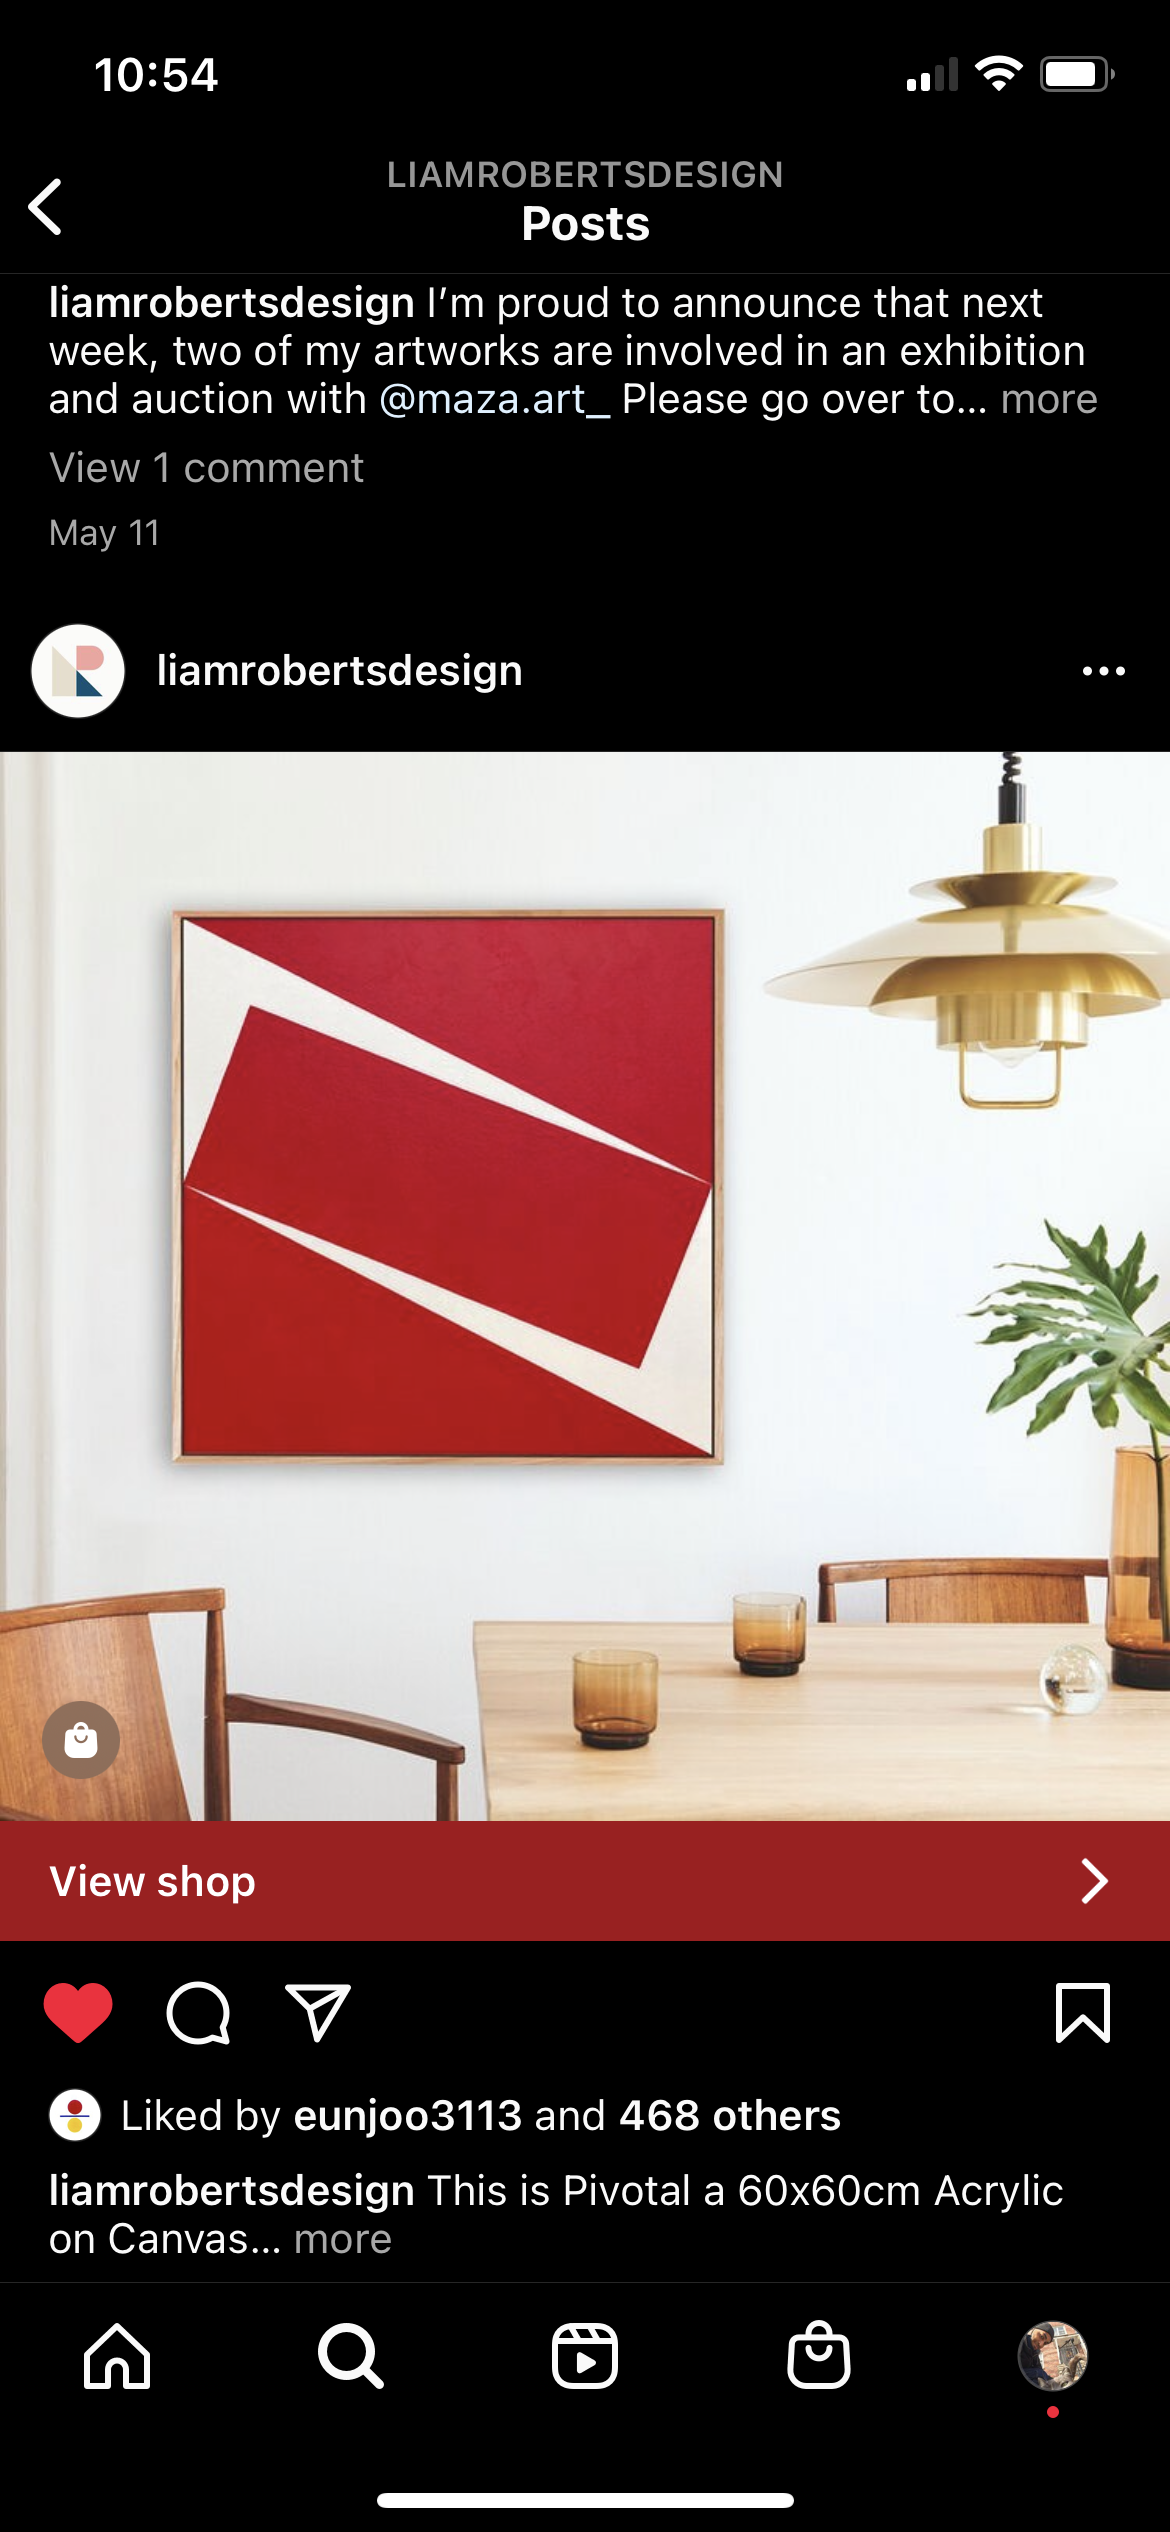 10:54
LIAMROBERTSDESIGN
Posts
liamrobertsdesign I’m proud to announce that next
week, two of my artworks are involved in an exhibition
and auction with @maza.art_ Please go over to... more
View 1 comment
May 11
liamrobertsdesign
View shop
Liked by eunjoo3113 and 468 others
liamrobertsdesign This is Pivotal a 60x60cm Acrylic
on Canvas... more